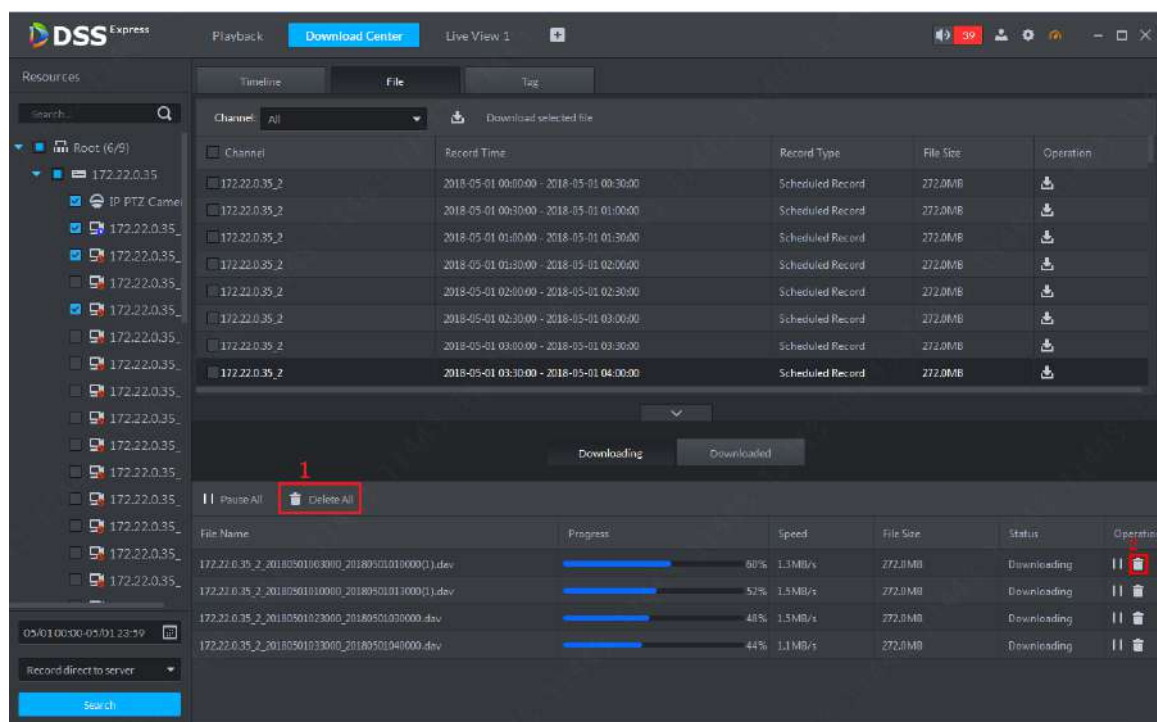 DSS Express
Playback Download Center Live View 1
39
Resources
Timeline File Tag
Search...
Channel: All Download selected file
Root (6/9)
Channel Record Time Record Type File Size Operation
172.22.0.35
172.22.0.35_2 2018-05-01 00:00:00 - 2018-05-01 00:30:00 Scheduled Record 272.0MB
IP PTZ Camer
172.22.0.35_2 2018-05-01 00:30:00 - 2018-05-01 01:00:00 Scheduled Record 272.0MB
172.22.0.35_
172.22.0.35_2 2018-05-01 01:00:00 - 2018-05-01 01:30:00 Scheduled Record 272.0MB
172.22.0.35_
172.22.0.35_2 2018-05-01 01:30:00 - 2018-05-01 02:00:00 Scheduled Record 272.0MB
172.22.0.35_
172.22.0.35_2 2018-05-01 02:00:00 - 2018-05-01 02:30:00 Scheduled Record 272.0MB
172.22.0.35_
172.22.0.35_2 2018-05-01 02:30:00 - 2018-05-01 03:00:00 Scheduled Record 272.0MB
172.22.0.35_
172.22.0.35_2 2018-05-01 03:00:00 - 2018-05-01 03:30:00 Scheduled Record 272.0MB
172.22.0.35_
172.22.0.35_2 2018-05-01 03:30:00 - 2018-05-01 04:00:00 Scheduled Record 272.0MB
172.22.0.35_
172.22.0.35_
172.22.0.35_
Downloading Downloaded
172.22.0.35_
1
172.22.0.35_
Pause All Delete All
172.22.0.35_
File Name Progress Speed File Size Status Operation
172.22.0.35_
2
172.22.0.35_2_20180501003000_20180501010000(1).dav 60% 1.3MB/s 272.0MB Downloading
172.22.0.35_
172.22.0.35_2_20180501010000_20180501013000(1).dav 52% 1.5MB/s 272.0MB Downloading
172.22.0.35_2_20180501023000_20180501030000.dav 48% 1.5MB/s 272.0MB Downloading
05/01 00:00-05/01 23:59
172.22.0.35_2_20180501033000_20180501040000.dav 44% 1.1MB/s 272.0MB Downloading
Record direct to server
Search